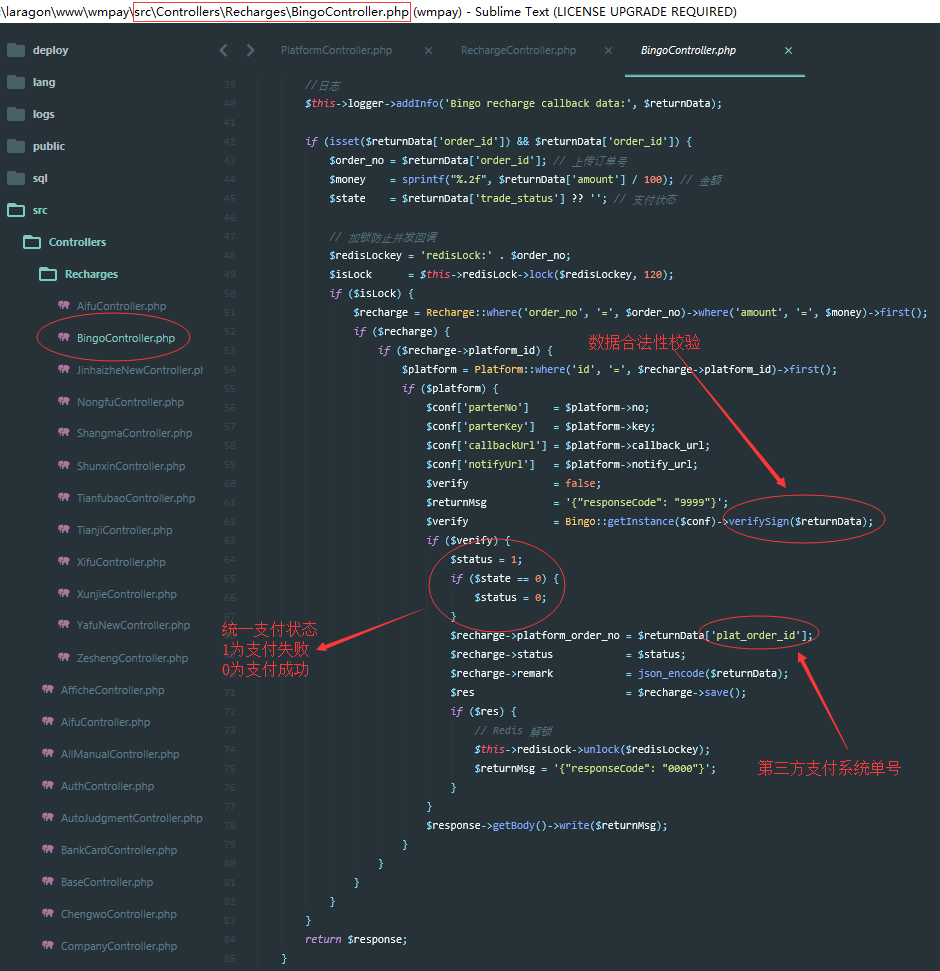 :\laragon\www\wmpay\src\Controllers\Recharges\BingoController.php (wmpay) - Sublime Text (LICENSE UPGRADE REQUIRED)
PlatformController.php × RechargeController.php × BingoController.php ×
deploy
lang
logs
public
sql
src
Controllers
Recharges
AifuController.php
BingoController.php
JinhaizheNewController.ph
NongfuController.php
ShangmaController.php
ShunxinController.php
TianfubaoController.php
TianjiController.php
XifuController.php
XunjieController.php
YafuNewController.php
ZeshengController.php
AfficheController.php
AifuController.php
AllManualController.php
AuthController.php
AutoJudgmentController.php
BankCardController.php
BaseController.php
ChengwoController.php
CompanyController.php
39 //日志
40 $this->logger->addInfo('Bingo recharge callback data:', $returnData);
41
42 if (isset($returnData['order_id']) && $returnData['order_id']) {
43 $order_no = $returnData['order_id']; // 上传订单号
44 $money = sprintf("%.2f", $returnData['amount'] / 100); // 金额
45 $state = $returnData['trade_status'] ?? ''; // 支付状态
46
47 // 加锁防止并发回调
48 $redisLockey = 'redisLock:' . $order_no;
49 $isLock = $this->redisLock->lock($redisLockey, 120);
50 if ($isLock) {
51 $recharge = Recharge::where('order_no', '=', $order_no)->where('amount', '=', $money)->first();
52 if ($recharge) {
53 if ($recharge->platform_id) {
54 $platform = Platform::where('id', '=', $recharge->platform_id)->first();
55 if ($platform) {
56 $conf['parterNo'] = $platform->no;
57 $conf['parterKey'] = $platform->key;
58 $conf['callbackUrl'] = $platform->callback_url;
59 $conf['notifyUrl'] = $platform->notify_url;
60 $verify = false;
61 $returnMsg = '{"responseCode": "9999"}';
62 $verify = Bingo::getInstance($conf)->verifySign($returnData);
63 if ($verify) {
64 $status = 1;
65 if ($state == 0) {
66 $status = 0;
67 }
68 $recharge->platform_order_no = $returnData['plat_order_id'];
$recharge->status = $status;
$recharge->remark = json_encode($returnData);
71 $res = $recharge->save();
72 if ($res) {
73 // Redis 解锁
74 $this->redisLock->unlock($redisLockey);
75 $returnMsg = '{"responseCode": "0000"}';
76 }
77 }
78 $response->getBody()->write($returnMsg);
79 }
80 }
81 }
82 }
83 }
84 return $response;
85 }
数据合法性校验
统一支付状态
1为支付失败
0为支付成功
第三方支付系统单号